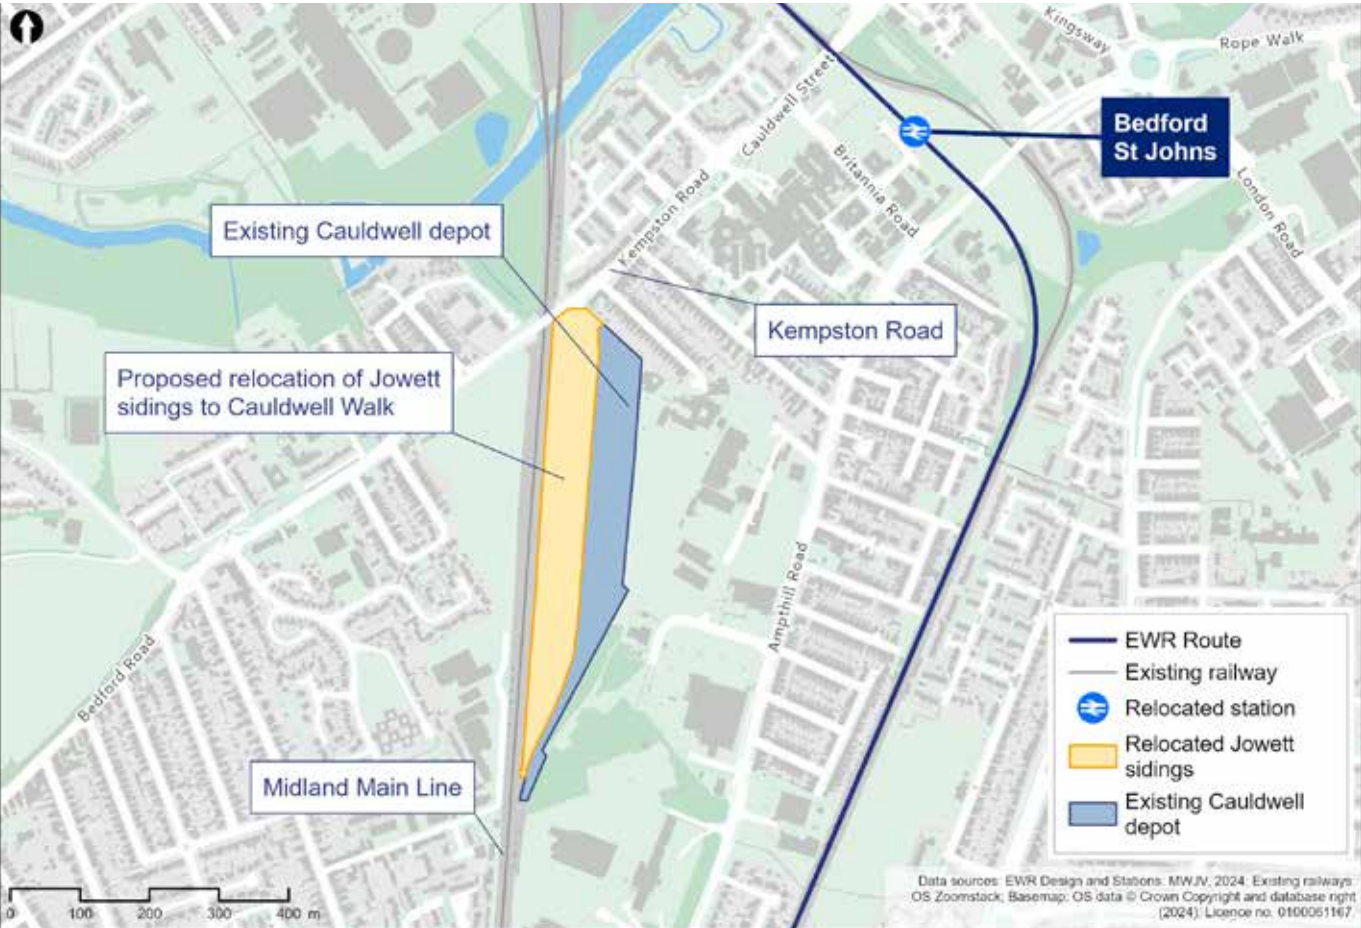 Kingsway
Rope Walk
Cauldwell Street
Bedford
St Johns
Britannia Road
London Road
Kempston Road
Existing Cauldwell depot
Kempston Road
Proposed relocation of Jowett
sidings to Cauldwell Walk
Ampthill Road
Bedford Road
Midland Main Line
EWR Route
Existing railway
Relocated station
Relocated Jowett
sidings
Existing Cauldwell
depot
0 100 200 300 400 m
Data sources: EWR Design and Stations: MWJV, 2024; Existing railways:
OS Zoomstack; Basemap: OS data © Crown Copyright and database right
(2024). Licence no. 0100061167.